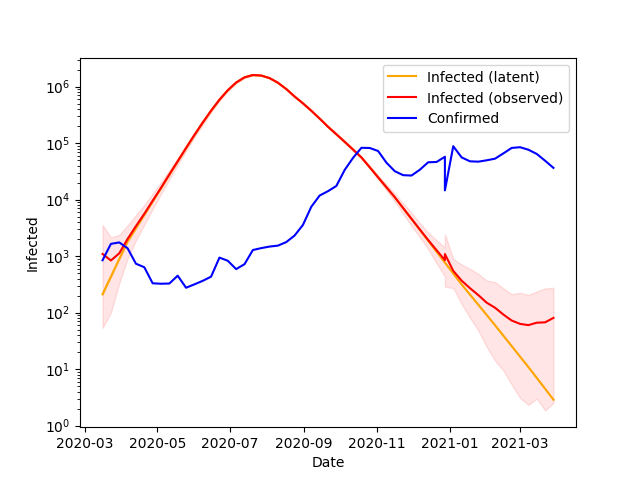 Infected (latent)
Infected (observed)
Confirmed
Infected
10^6
10^5
10^4
10^3
10^2
10^1
10^0
2020-03 2020-05 2020-07 2020-09 2020-11 2021-01 2021-03
Date